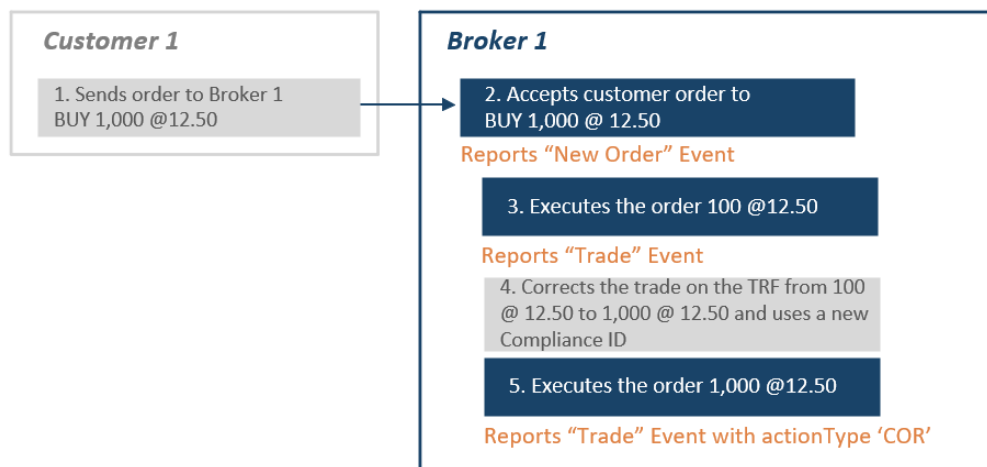 Customer 1
1. Sends order to Broker 1
BUY 1,000 @12.50
Broker 1
2. Accepts customer order to
BUY 1,000 @ 12.50
Reports “New Order” Event
3. Executes the order 100 @12.50
Reports “Trade” Event
4. Corrects the trade on the TRF from 100
@ 12.50 to 1,000 @ 12.50 and uses a new
Compliance ID
5. Executes the order 1,000 @12.50
Reports “Trade” Event with actionType ‘COR’